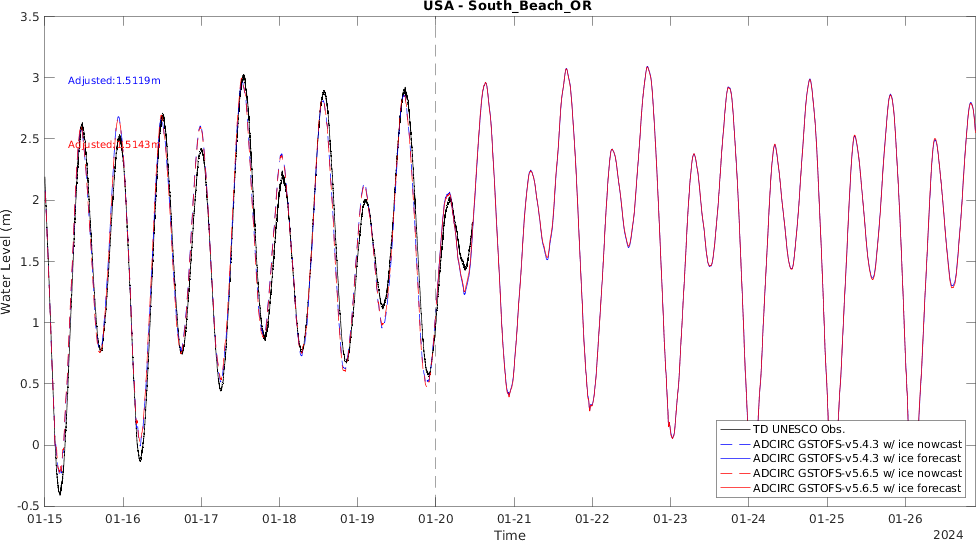 USA - South_Beach_OR
3.5
3
2.5
2
1.5
1
0.5
0
-0.5
Water Level (m)
Adjusted:1.5119m
Adjusted:1.5143m
TD UNESCO Obs.
ADCIRC GSTOFS-v5.4.3 w/ ice nowcast
ADCIRC GSTOFS-v5.4.3 w/ ice forecast
ADCIRC GSTOFS-v5.6.5 w/ ice nowcast
ADCIRC GSTOFS-v5.6.5 w/ ice forecast
01-15 01-16 01-17 01-18 01-19 01-20 01-21 01-22 01-23 01-24 01-25 01-26
Time
2024